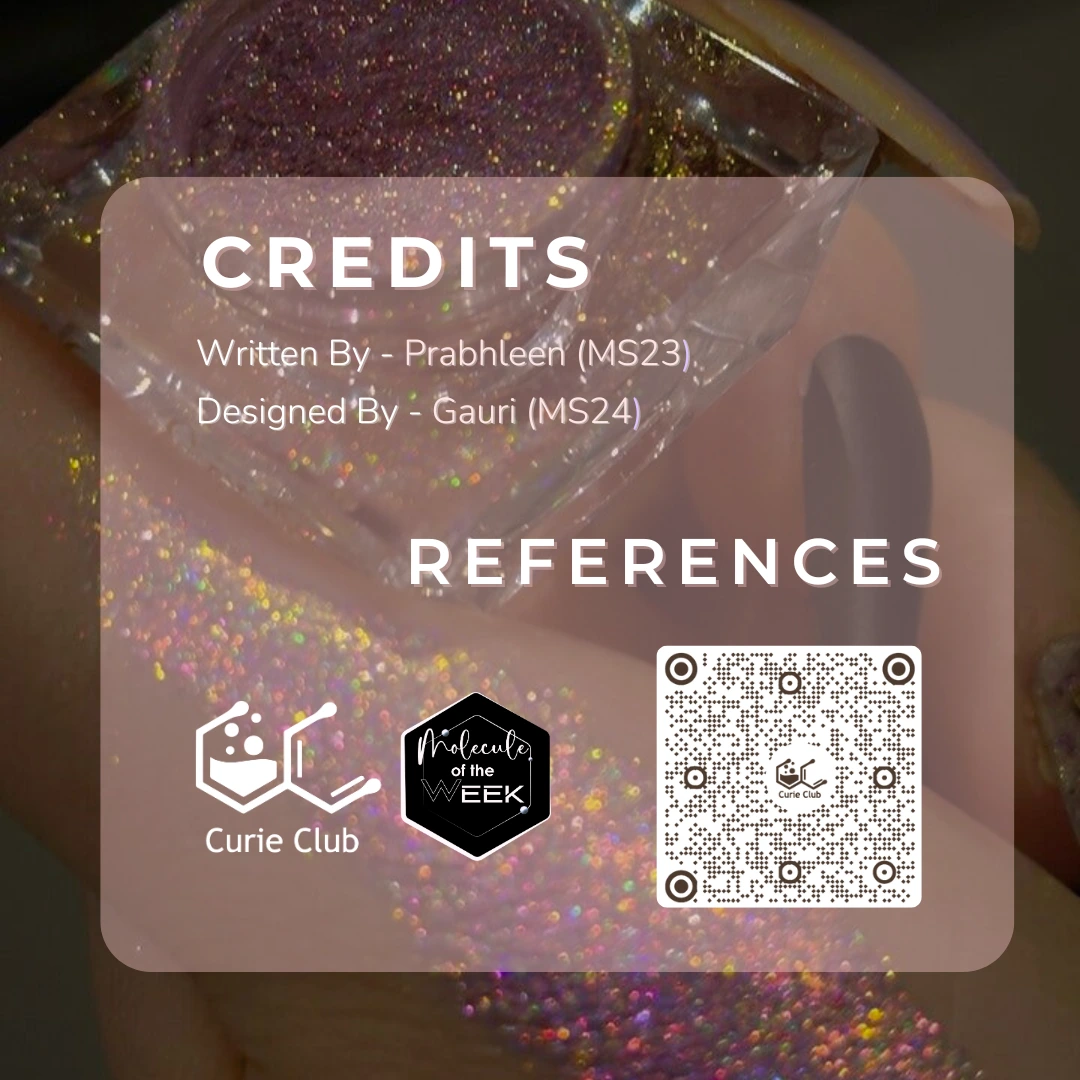 CREDITS
Written By - Prabhleen (MS23)
Designed By - Gauri (MS24)
REFERENCES
Curie Club
Molecule
of the
WEEK
Curie Club